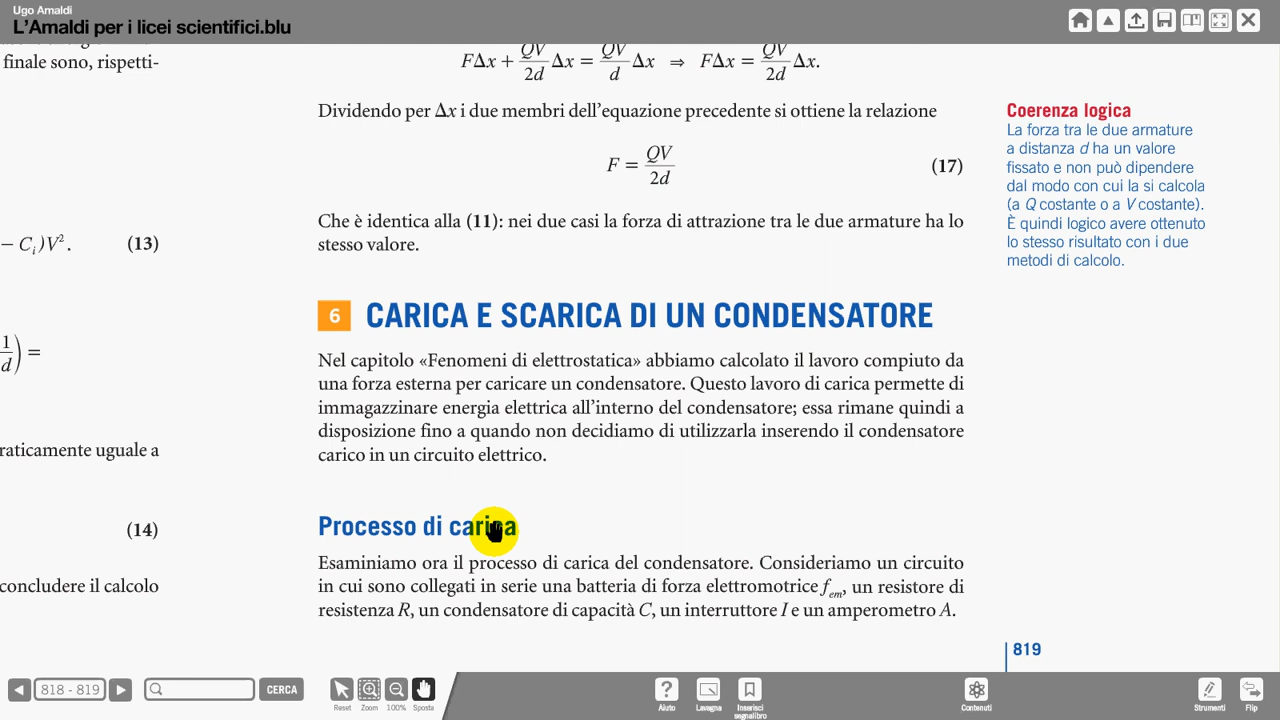 Ugo Amaldi
L'Amaldi per i licei scientifici.blu
finale sono, rispetti-
− C_i)V².
(13)
1
d) =
raticamente uguale a
(14)
concludere il calcolo
FΔx + QV/2d Δx = QV/d Δx ⇒ FΔx = QV/2d Δx.
Dividendo per Δx i due membri dell'equazione precedente si ottiene la relazione
F = QV/2d
(17)
Che è identica alla (11): nei due casi la forza di attrazione tra le due armature ha lo
stesso valore.
6 CARICA E SCARICA DI UN CONDENSATORE
Nel capitolo «Fenomeni di elettrostatica» abbiamo calcolato il lavoro compiuto da
una forza esterna per caricare un condensatore. Questo lavoro di carica permette di
immagazzinare energia elettrica all'interno del condensatore; essa rimane quindi a
disposizione fino a quando non decidiamo di utilizzarla inserendo il condensatore
carico in un circuito elettrico.
Processo di carica
Esaminiamo ora il processo di carica del condensatore. Consideriamo un circuito
in cui sono collegati in serie una batteria di forza elettromotrice f_em, un resistore di
resistenza R, un condensatore di capacità C, un interruttore I e un amperometro A.
Coerenza logica
La forza tra le due armature
a distanza d ha un valore
fissato e non può dipendere
dal modo con cui la si calcola
(a Q costante o a V costante).
È quindi logico avere ottenuto
lo stesso risultato con i due
metodi di calcolo.
819
818 - 819
CERCA
Reset
Zoom
100%
Sposta
Aiuto
Lavagna
Inserisci
segnalibro
Contenuti
Strumenti
Flip